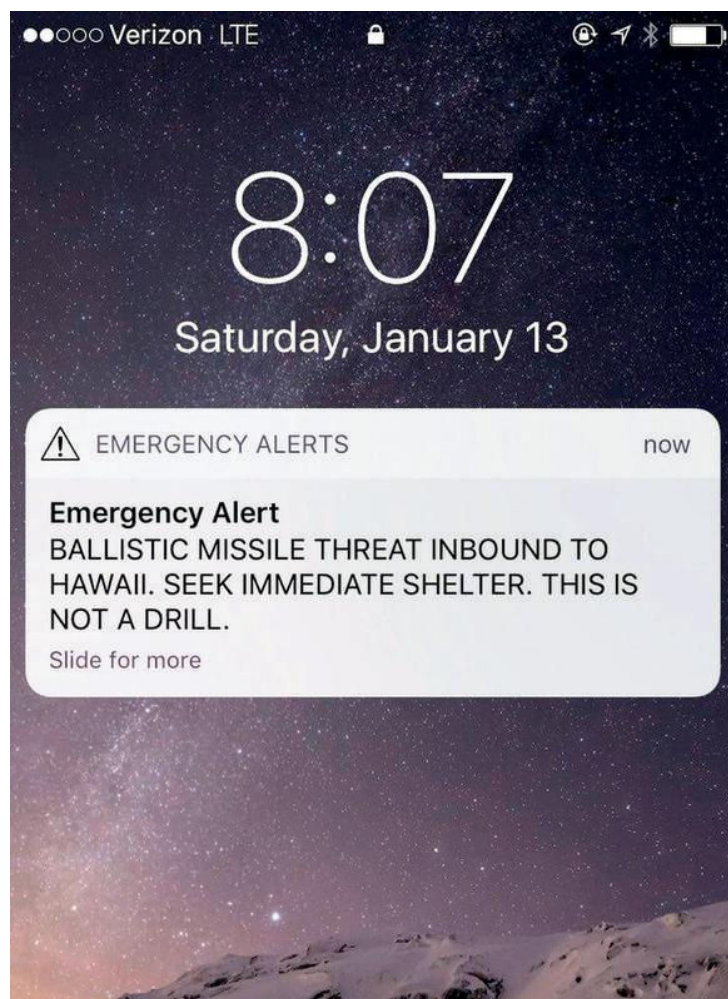 Verizon LTE
8:07
Saturday, January 13
EMERGENCY ALERTS now
Emergency Alert
BALLISTIC MISSILE THREAT INBOUND TO
HAWAII. SEEK IMMEDIATE SHELTER. THIS IS
NOT A DRILL.
Slide for more